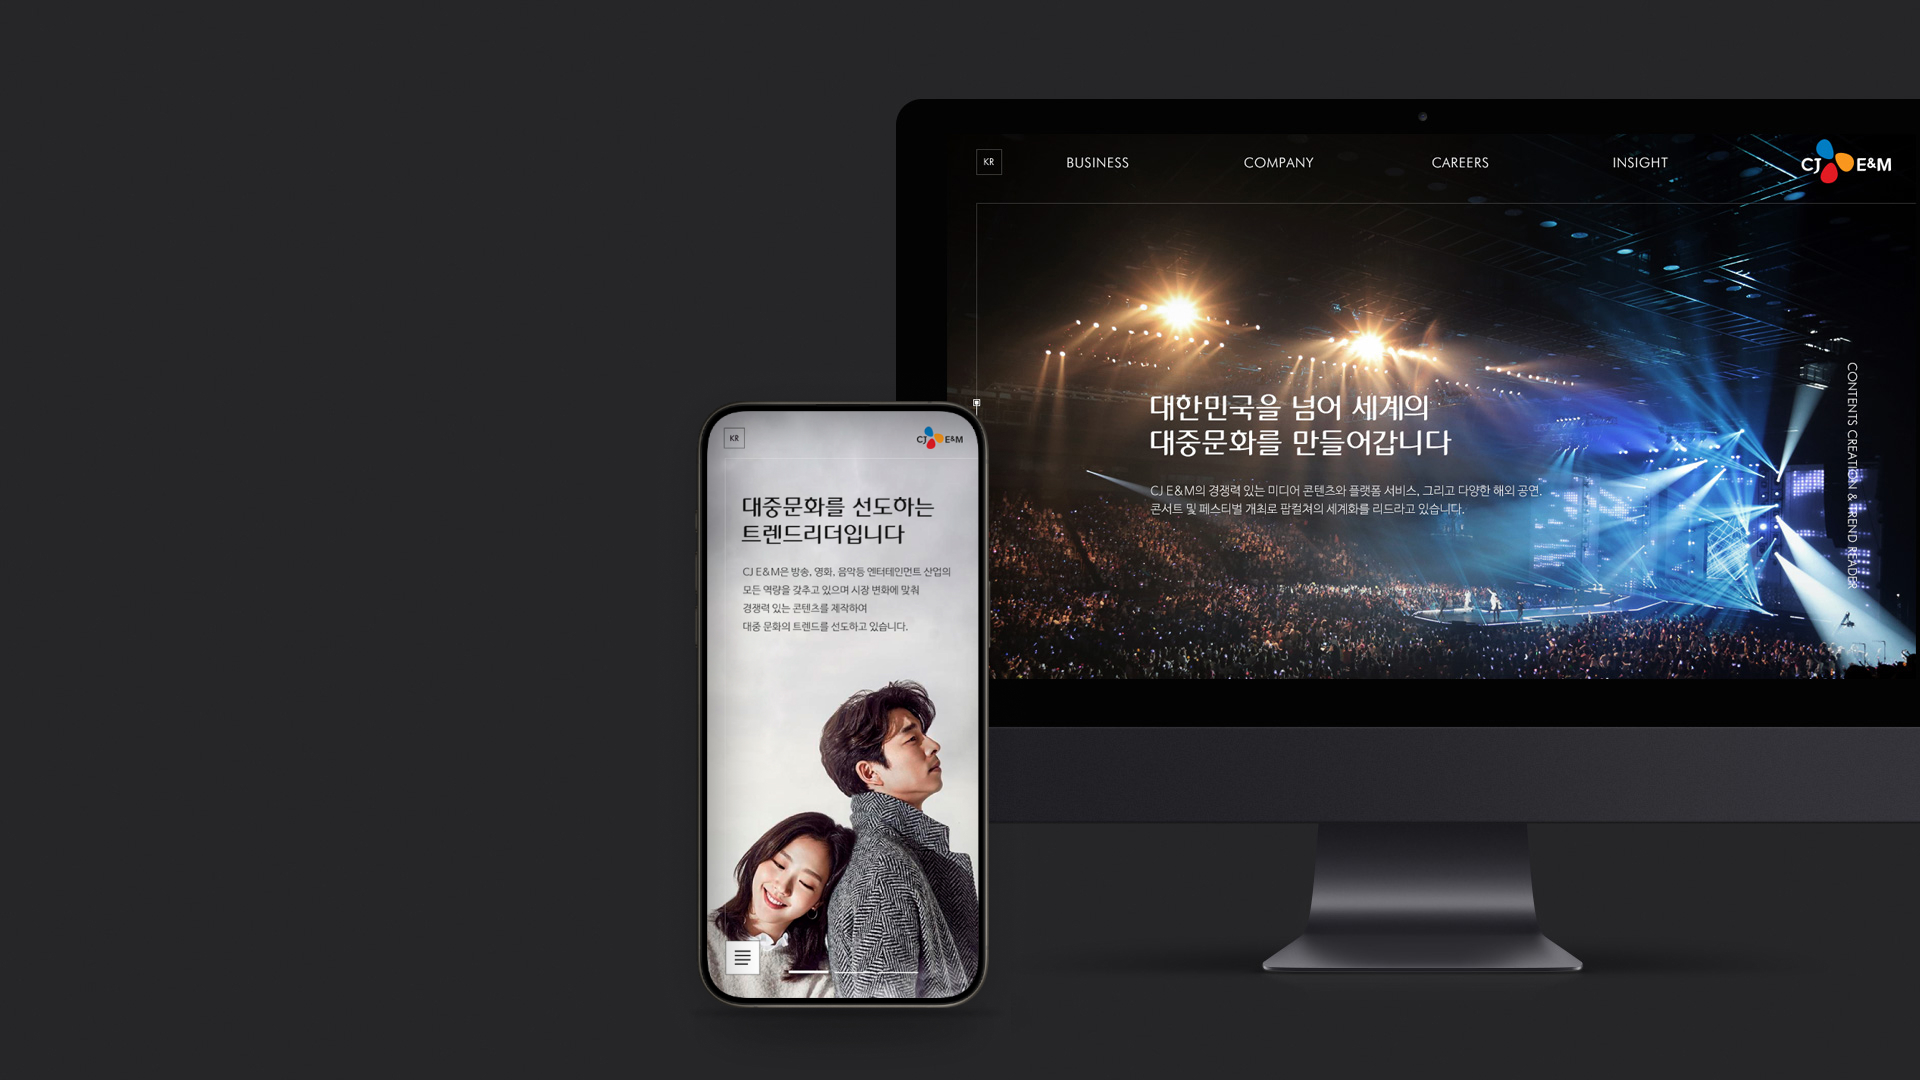 KR
BUSINESS
COMPANY
CAREERS
INSIGHT
CJ E&M
대한민국을 넘어 세계의
대중문화를 만들어갑니다
CJ E&M의 경쟁력 있는 미디어 콘텐츠와 플랫폼 서비스, 그리고 다양한 해외 공연.
콘서트 및 페스티벌 개최로 팝컬쳐의 세계화를 리드라고 있습니다.
CONTENTS CREATION & TREND READER
KR
CJ E&M
대중문화를 선도하는
트렌드리더입니다
CJ E&M은 방송, 영화, 음악등 엔터테인먼트 산업의
모든 역량을 갖추고 있으며 시장 변화에 맞춰
경쟁력 있는 콘텐츠를 제작하여
대중 문화의 트렌드를 선도하고 있습니다.